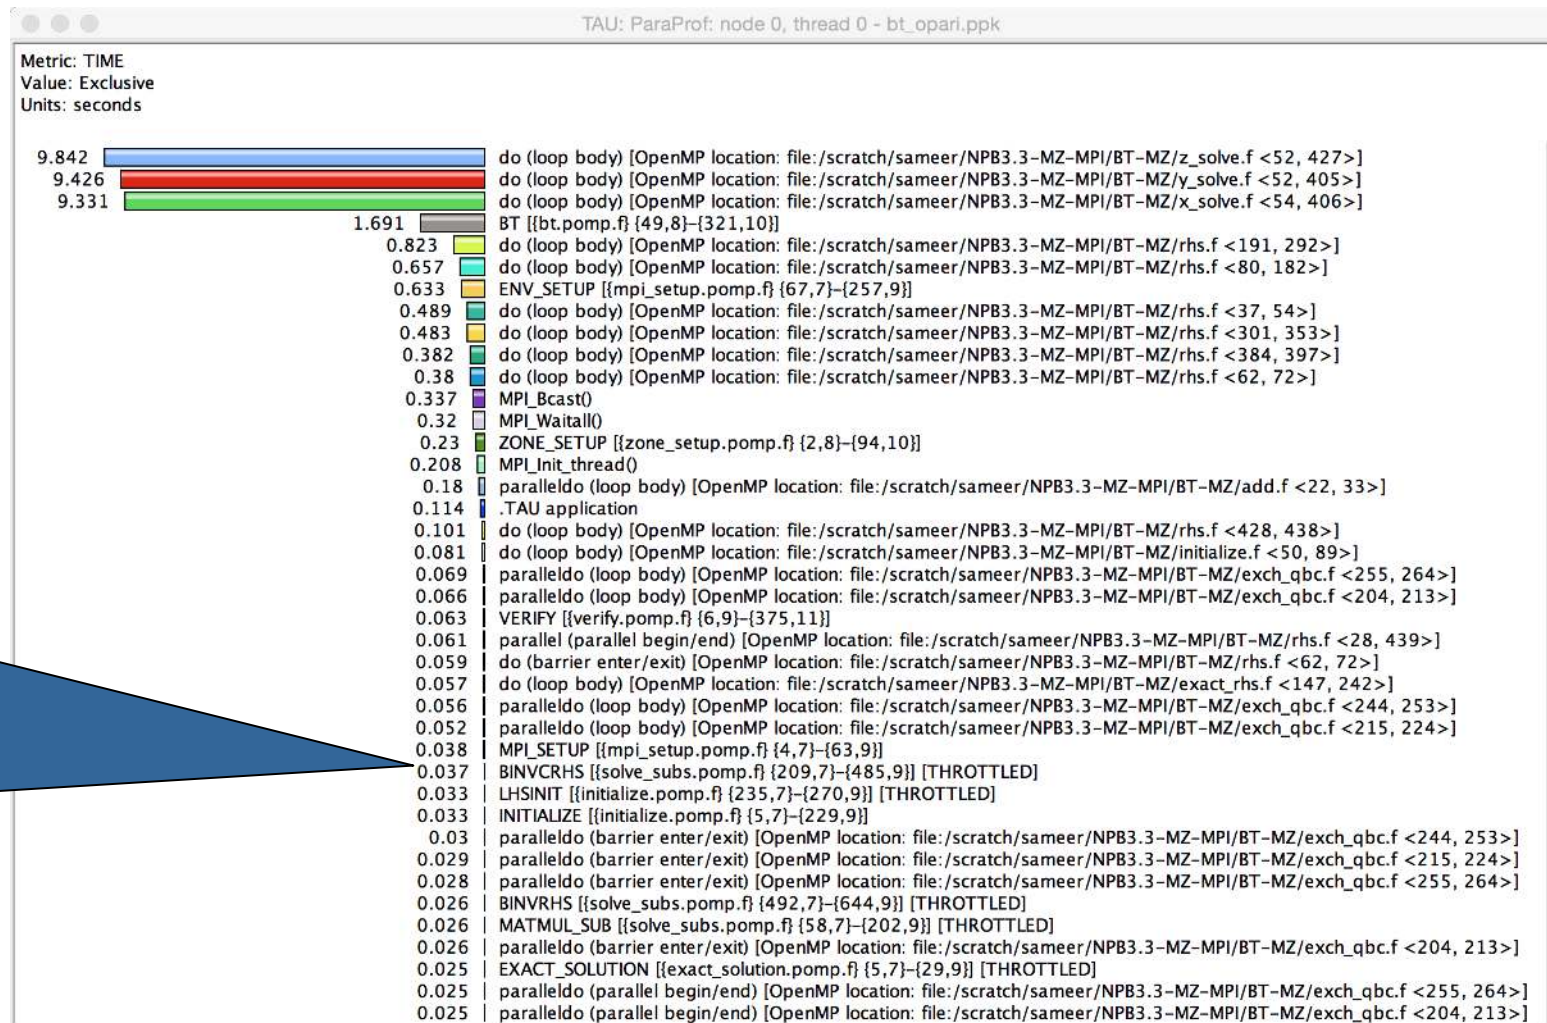 TAU: ParaProf: node 0, thread 0 - bt_opari.ppk
Metric: TIME
Value: Exclusive
Units: seconds
9.842 do (loop body) [OpenMP location: file:/scratch/sameer/NPB3.3-MZ-MPI/BT-MZ/z_solve.f <52, 427>]
9.426 do (loop body) [OpenMP location: file:/scratch/sameer/NPB3.3-MZ-MPI/BT-MZ/y_solve.f <52, 405>]
9.331 do (loop body) [OpenMP location: file:/scratch/sameer/NPB3.3-MZ-MPI/BT-MZ/x_solve.f <54, 406>]
1.691 BT [{bt.pomp.f} {49,8}-{321,10}]
0.823 do (loop body) [OpenMP location: file:/scratch/sameer/NPB3.3-MZ-MPI/BT-MZ/rhs.f <191, 292>]
0.657 do (loop body) [OpenMP location: file:/scratch/sameer/NPB3.3-MZ-MPI/BT-MZ/rhs.f <80, 182>]
0.633 ENV_SETUP [{mpi_setup.pomp.f} {67,7}-{257,9}]
0.489 do (loop body) [OpenMP location: file:/scratch/sameer/NPB3.3-MZ-MPI/BT-MZ/rhs.f <37, 54>]
0.483 do (loop body) [OpenMP location: file:/scratch/sameer/NPB3.3-MZ-MPI/BT-MZ/rhs.f <301, 353>]
0.382 do (loop body) [OpenMP location: file:/scratch/sameer/NPB3.3-MZ-MPI/BT-MZ/rhs.f <384, 397>]
0.38 do (loop body) [OpenMP location: file:/scratch/sameer/NPB3.3-MZ-MPI/BT-MZ/rhs.f <62, 72>]
0.337 MPI_Bcast()
0.32 MPI_Waitall()
0.23 ZONE_SETUP [{zone_setup.pomp.f} {2,8}-{94,10}]
0.208 MPI_Init_thread()
0.18 paralleldo (loop body) [OpenMP location: file:/scratch/sameer/NPB3.3-MZ-MPI/BT-MZ/add.f <22, 33>]
0.114 .TAU application
0.101 do (loop body) [OpenMP location: file:/scratch/sameer/NPB3.3-MZ-MPI/BT-MZ/rhs.f <428, 438>]
0.081 do (loop body) [OpenMP location: file:/scratch/sameer/NPB3.3-MZ-MPI/BT-MZ/initialize.f <50, 89>]
0.069 paralleldo (loop body) [OpenMP location: file:/scratch/sameer/NPB3.3-MZ-MPI/BT-MZ/exch_qbc.f <255, 264>]
0.066 paralleldo (loop body) [OpenMP location: file:/scratch/sameer/NPB3.3-MZ-MPI/BT-MZ/exch_qbc.f <204, 213>]
0.063 VERIFY [{verify.pomp.f} {6,9}-{375,11}]
0.061 parallel (parallel begin/end) [OpenMP location: file:/scratch/sameer/NPB3.3-MZ-MPI/BT-MZ/rhs.f <28, 439>]
0.059 do (barrier enter/exit) [OpenMP location: file:/scratch/sameer/NPB3.3-MZ-MPI/BT-MZ/rhs.f <62, 72>]
0.057 do (loop body) [OpenMP location: file:/scratch/sameer/NPB3.3-MZ-MPI/BT-MZ/exact_rhs.f <147, 242>]
0.056 paralleldo (loop body) [OpenMP location: file:/scratch/sameer/NPB3.3-MZ-MPI/BT-MZ/exch_qbc.f <244, 253>]
0.052 paralleldo (loop body) [OpenMP location: file:/scratch/sameer/NPB3.3-MZ-MPI/BT-MZ/exch_qbc.f <215, 224>]
0.038 MPI_SETUP [{mpi_setup.pomp.f} {4,7}-{63,9}]
0.037 BINVCRHS [{solve_subs.pomp.f} {209,7}-{485,9}] [THROTTLED]
0.033 LHSINIT [{initialize.pomp.f} {235,7}-{270,9}] [THROTTLED]
0.033 INITIALIZE [{initialize.pomp.f} {5,7}-{229,9}]
0.03 paralleldo (barrier enter/exit) [OpenMP location: file:/scratch/sameer/NPB3.3-MZ-MPI/BT-MZ/exch_qbc.f <244, 253>]
0.029 paralleldo (barrier enter/exit) [OpenMP location: file:/scratch/sameer/NPB3.3-MZ-MPI/BT-MZ/exch_qbc.f <215, 224>]
0.028 paralleldo (barrier enter/exit) [OpenMP location: file:/scratch/sameer/NPB3.3-MZ-MPI/BT-MZ/exch_qbc.f <255, 264>]
0.026 BINVRHS [{solve_subs.pomp.f} {492,7}-{644,9}] [THROTTLED]
0.026 MATMUL_SUB [{solve_subs.pomp.f} {58,7}-{202,9}] [THROTTLED]
0.026 paralleldo (barrier enter/exit) [OpenMP location: file:/scratch/sameer/NPB3.3-MZ-MPI/BT-MZ/exch_qbc.f <204, 213>]
0.025 EXACT_SOLUTION [{exact_solution.pomp.f} {5,7}-{29,9}] [THROTTLED]
0.025 paralleldo (parallel begin/end) [OpenMP location: file:/scratch/sameer/NPB3.3-MZ-MPI/BT-MZ/exch_qbc.f <255, 264>]
0.025 paralleldo (parallel begin/end) [OpenMP location: file:/scratch/sameer/NPB3.3-MZ-MPI/BT-MZ/exch_qbc.f <204, 213>]